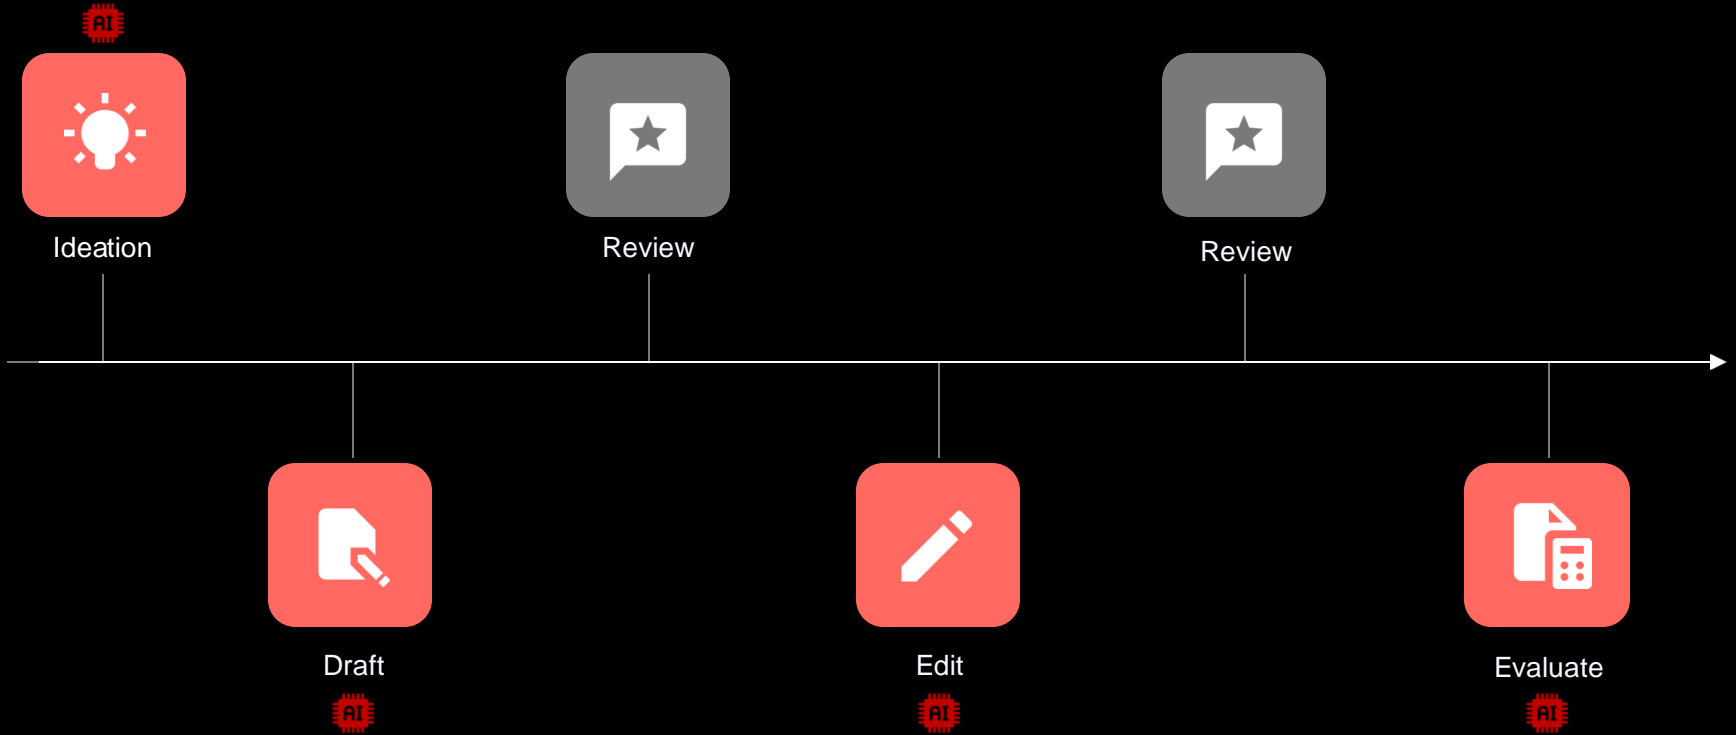 AI
Ideation
Review
Review
Draft
AI
Edit
AI
Evaluate
AI